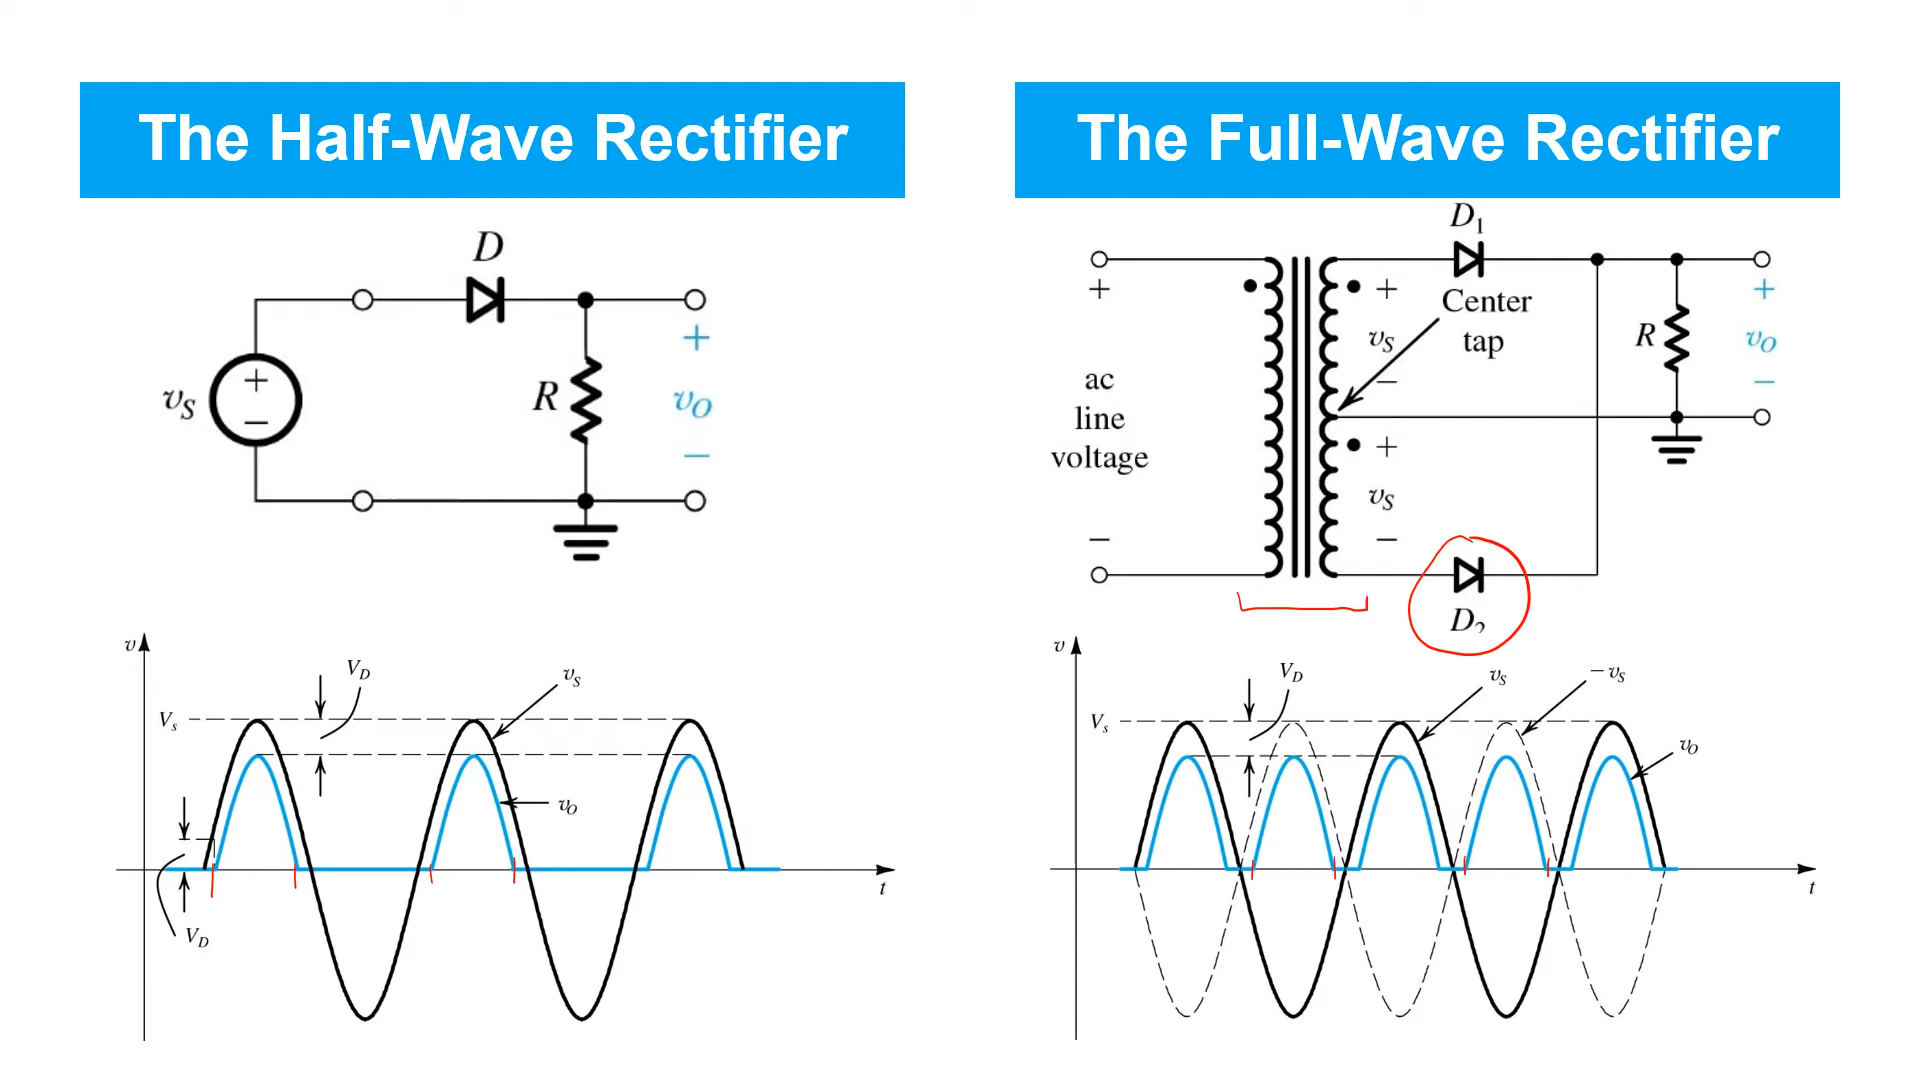 The Half-Wave Rectifier
D
+
−
vS
R
+
vO
−
v
VD
vS
Vs
vO
t
VD
The Full-Wave Rectifier
D1
+
+
Center
tap
vS
−
R
+
vO
−
ac
line
voltage
+
vS
−
−
D2
v
VD
vS
−vS
Vs
vO
t